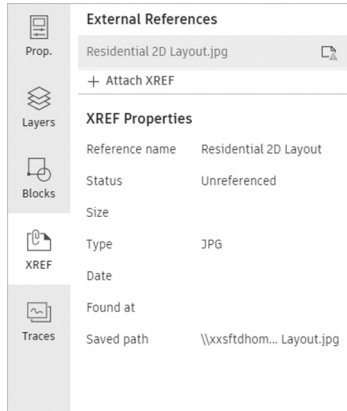 Prop.
Layers
Blocks
XREF
Traces
External References
Residential 2D Layout.jpg
+ Attach XREF
XREF Properties
Reference name Residential 2D Layout
Status Unreferenced
Size
Type JPG
Date
Found at
Saved path \\xxsftdhom... Layout.jpg